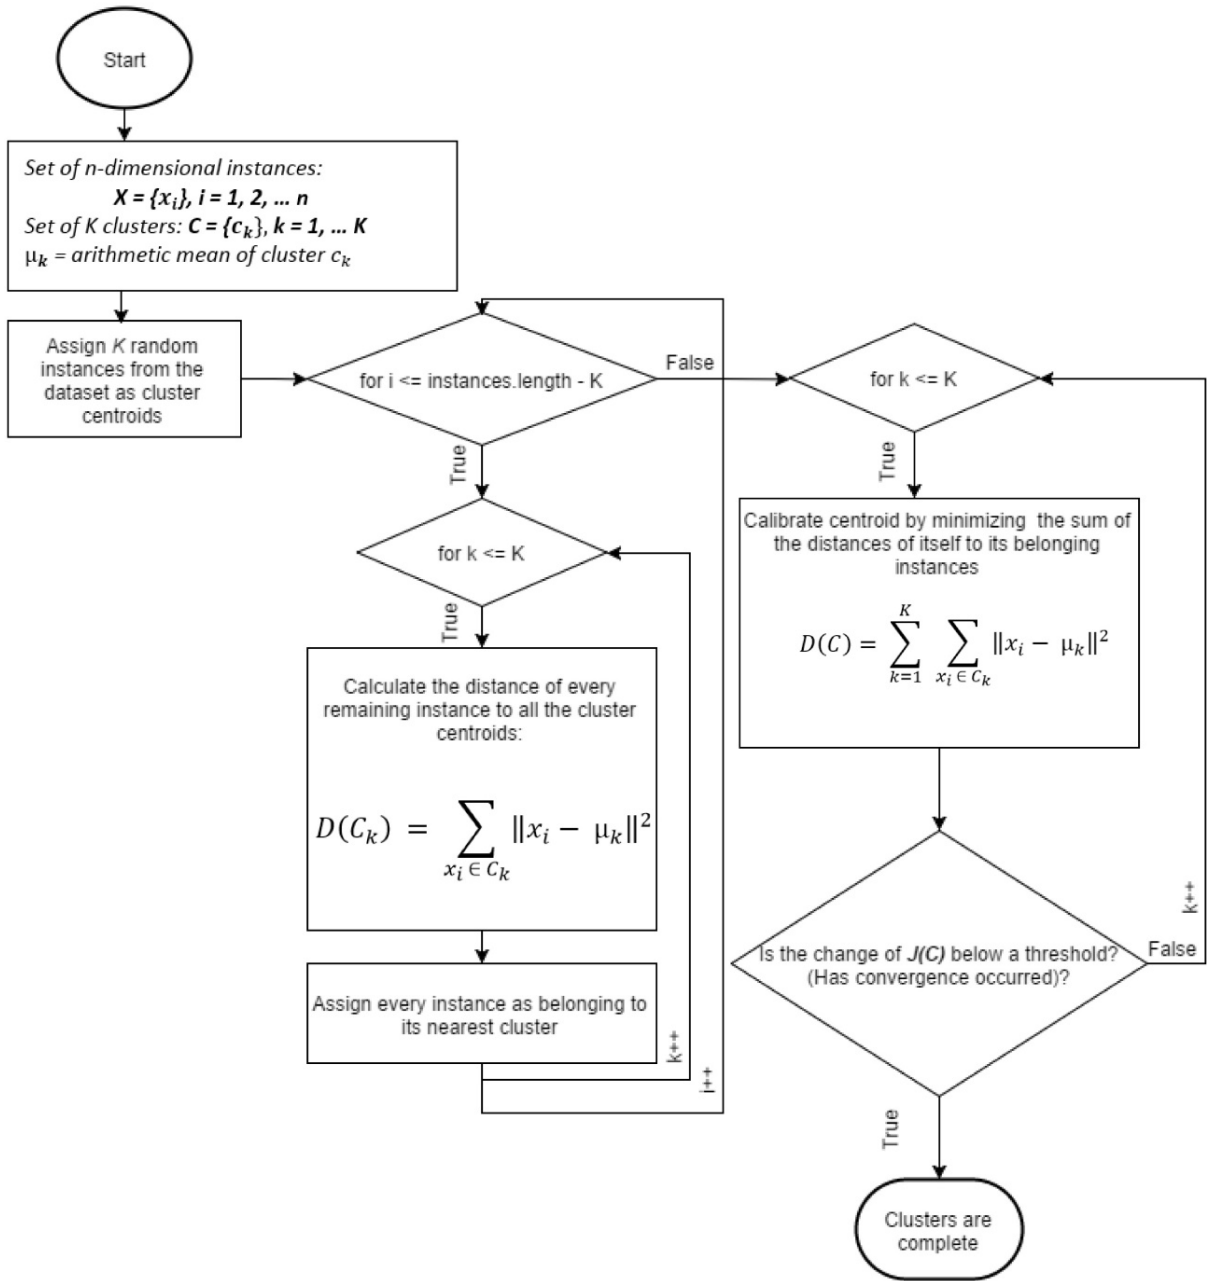 Start
Set of n-dimensional instances:
X = {xᵢ}, i = 1, 2, ... n
Set of K clusters: C = {cₖ}, k = 1, ... K
μₖ = arithmetic mean of cluster cₖ
Assign K random
instances from the
dataset as cluster
centroids
for i <= instances.length - K
False
for k <= K
True
True
for k <= K
Calibrate centroid by minimizing the sum of
the distances of itself to its belonging
instances
D(C) = ∑_{k=1}^{K} ∑_{xᵢ ∈ Cₖ} ‖xᵢ − μₖ‖²
True
Calculate the distance of every
remaining instance to all the cluster
centroids:
D(Cₖ) = ∑_{xᵢ ∈ Cₖ} ‖xᵢ − μₖ‖²
Assign every instance as belonging to
its nearest cluster
k++
i++
Is the change of J(C) below a threshold?
(Has convergence occurred)?
False
k++
True
Clusters are
complete